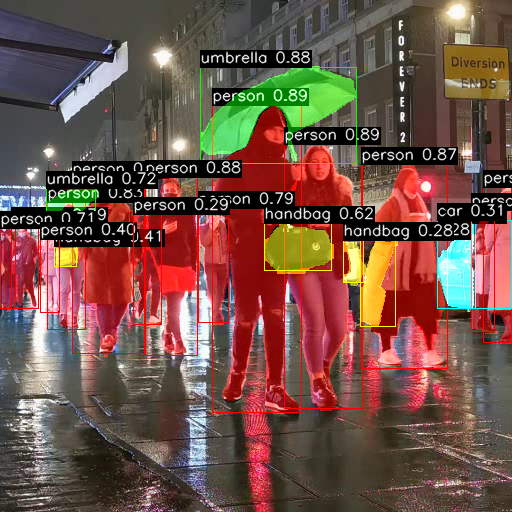 umbrella 0.88
person 0.89
person 0.89
person 0.87
person 0.88
umbrella 0.72
person 0.79
person 0.29
handbag 0.62
car 0.31
handbag 0.28
person 0.40
FOREVER 2
Diversion
ENDS